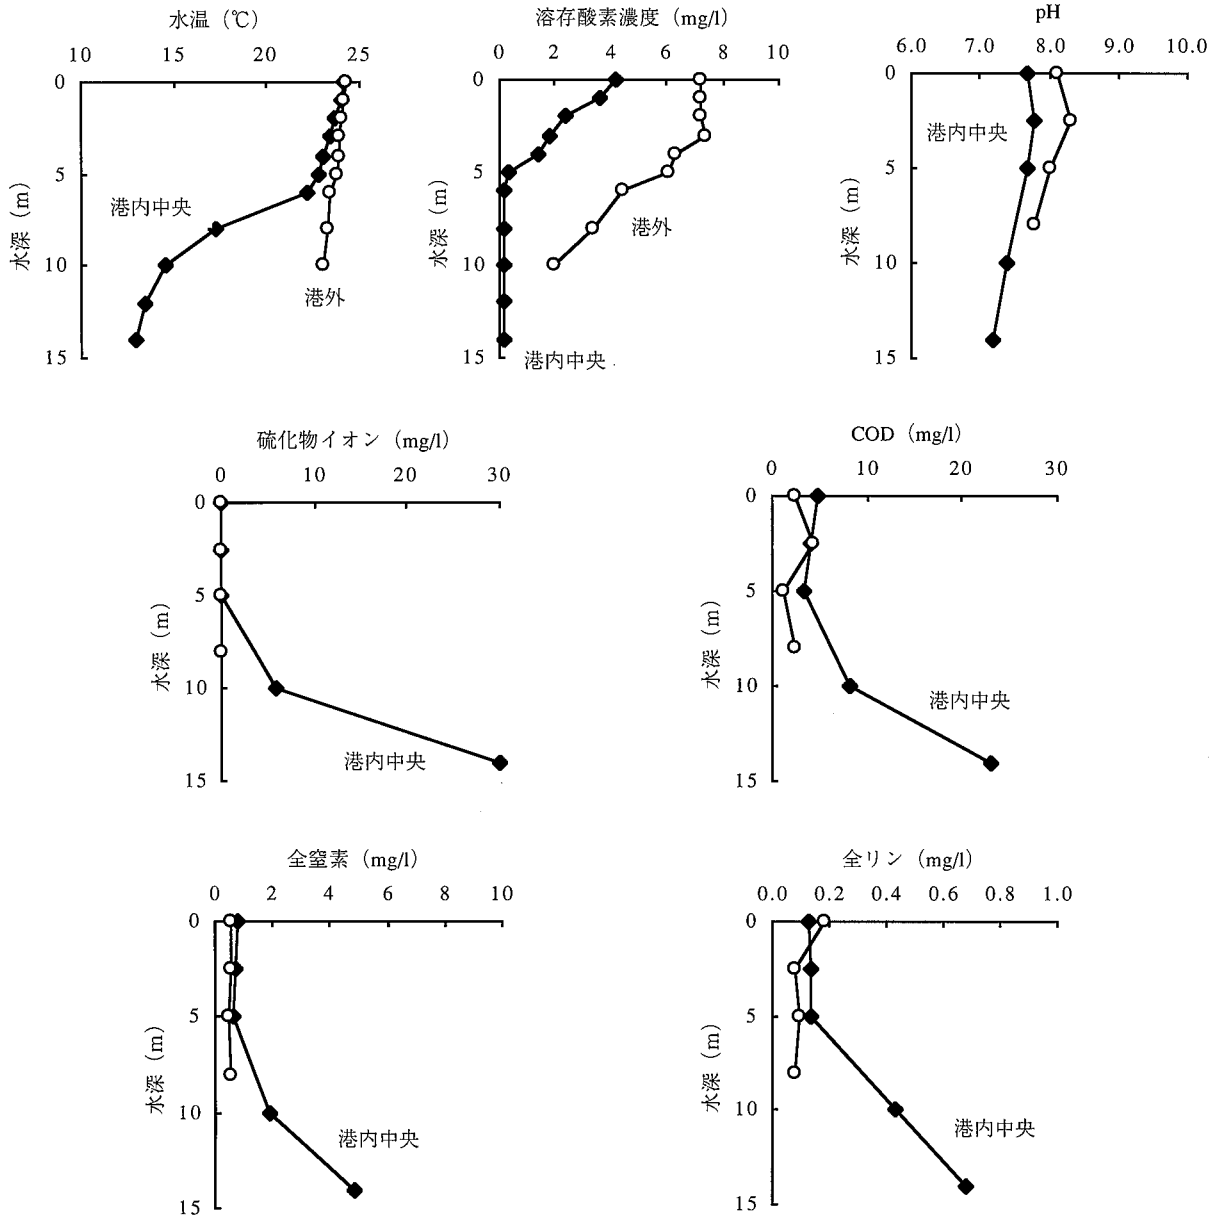 水温（℃）
10 15 20 25
0
5
10
15
水深（m）
港内中央
港外
溶存酸素濃度（mg/l）
0 2 4 6 8 10
0
5
10
15
水深（m）
港外
港内中央
pH
6.0 7.0 8.0 9.0 10.0
0
5
10
15
水深（m）
港内中央
硫化物イオン（mg/l）
0 10 20 30
0
5
10
15
水深（m）
港内中央
COD（mg/l）
0 10 20 30
0
5
10
15
水深（m）
港内中央
全窒素（mg/l）
0 2 4 6 8 10
0
5
10
15
水深（m）
港内中央
全リン（mg/l）
0.0 0.2 0.4 0.6 0.8 1.0
0
5
10
15
水深（m）
港内中央